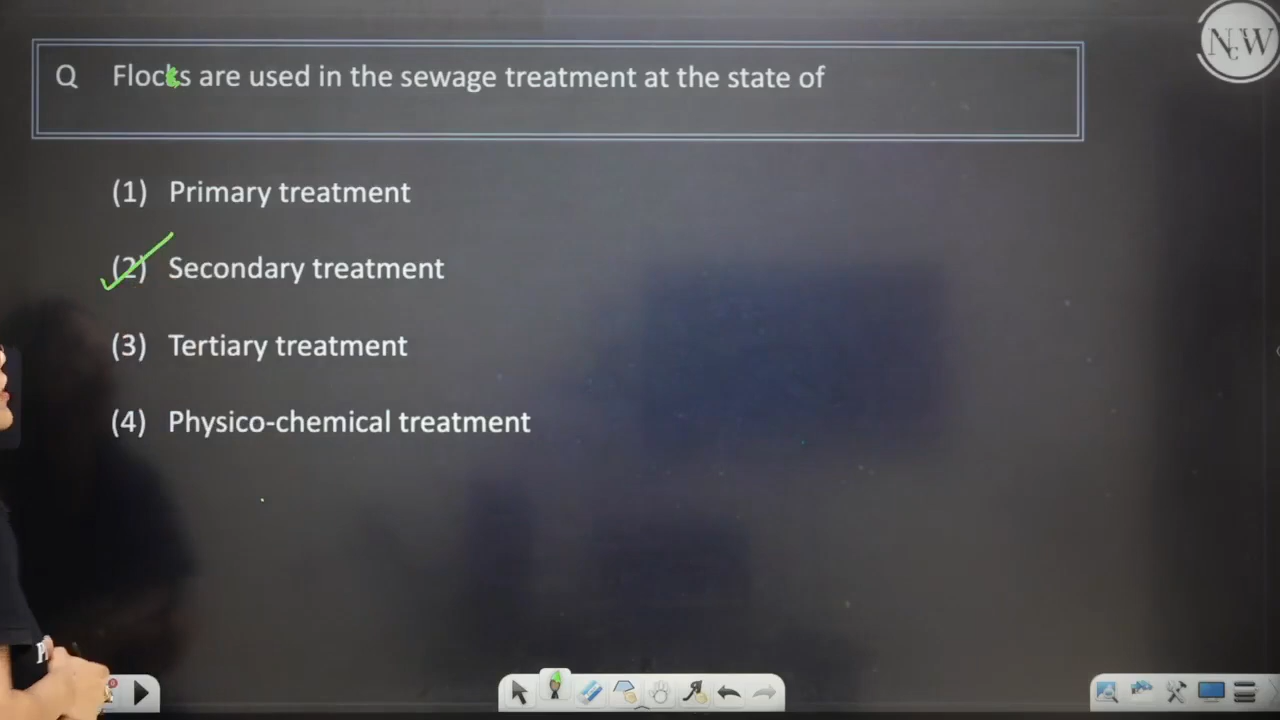 NcW
Q Flocks are used in the sewage treatment at the state of
(1) Primary treatment
(2) Secondary treatment
(3) Tertiary treatment
(4) Physico-chemical treatment